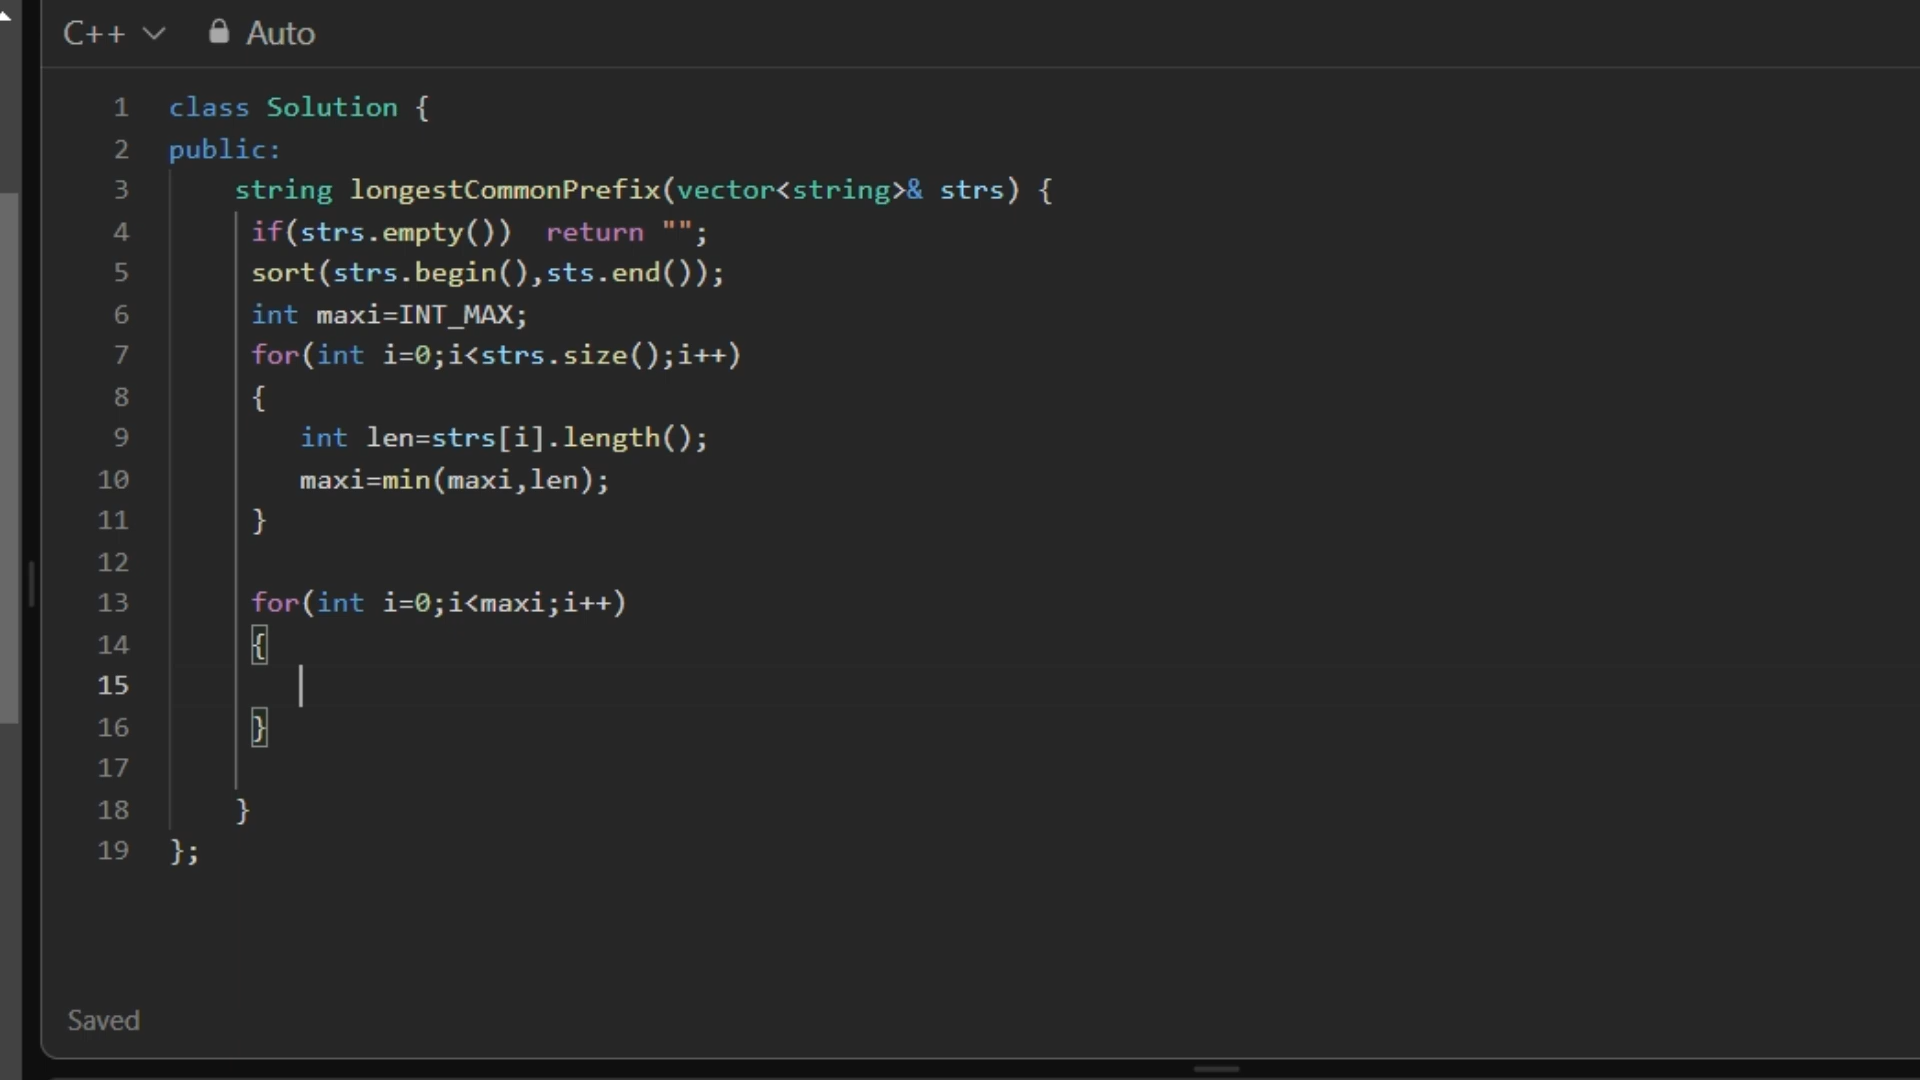 C++ Auto
1 class Solution {
2 public:
3 string longestCommonPrefix(vector<string>& strs) {
4 if(strs.empty())  return "";
5 sort(strs.begin(),sts.end());
6 int maxi=INT_MAX;
7 for(int i=0;i<strs.size();i++)
8 {
9 int len=strs[i].length();
10 maxi=min(maxi,len);
11 }
12
13 for(int i=0;i<maxi;i++)
14 {
15
16 }
17
18 }
19 };
Saved